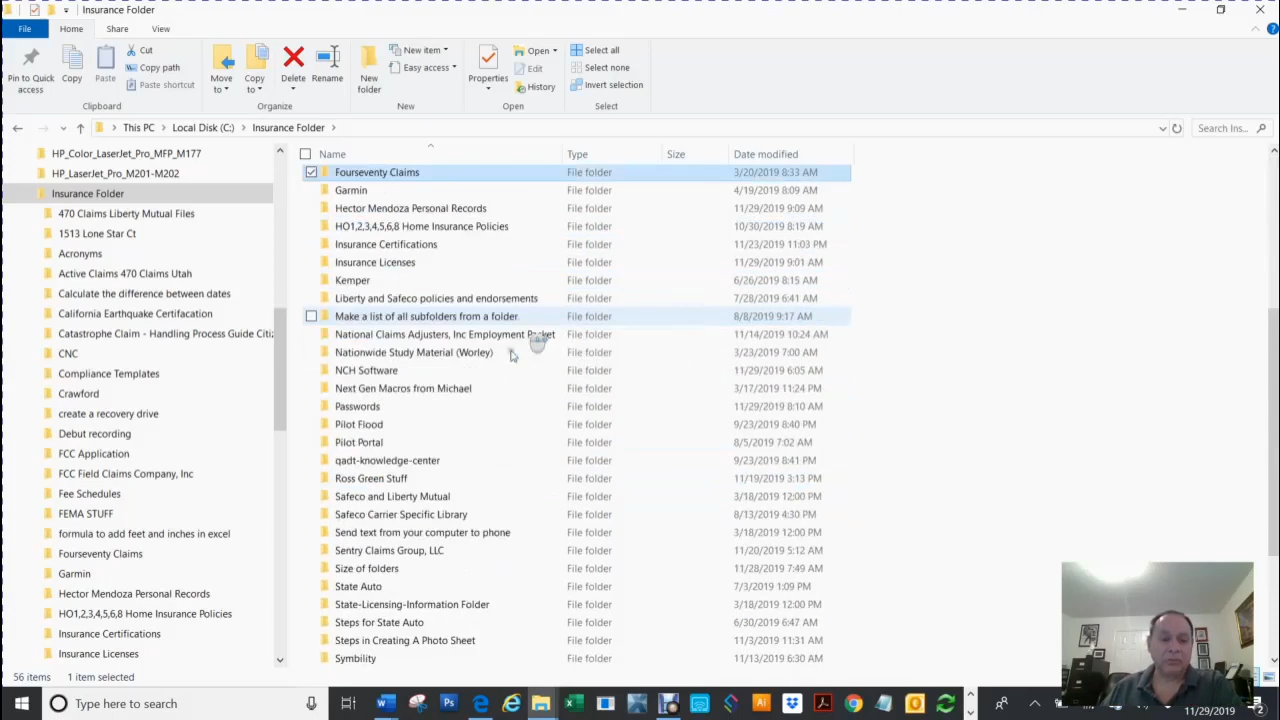 Insurance Folder
File Home Share View
Pin to Quick access
Copy
Paste
Cut
Copy path
Paste shortcut
Clipboard
Move to
Copy to
Delete
Rename
Organize
New folder
New item
Easy access
New
Properties
Open
Edit
History
Open
Select all
Select none
Invert selection
Select
This PC > Local Disk (C:) > Insurance Folder >
Search Ins...
HP_Color_LaserJet_Pro_MFP_M177
HP_LaserJet_Pro_M201-M202
Insurance Folder
470 Claims Liberty Mutual Files
1513 Lone Star Ct
Acronyms
Active Claims 470 Claims Utah
Calculate the difference between dates
California Earthquake Certifacation
Catastrophe Claim - Handling Process Guide Citiz
CNC
Compliance Templates
Crawford
create a recovery drive
Debut recording
FCC Application
FCC Field Claims Company, Inc
Fee Schedules
FEMA STUFF
formula to add feet and inches in excel
Fourseventy Claims
Garmin
Hector Mendoza Personal Records
HO1,2,3,4,5,6,8 Home Insurance Policies
Insurance Certifications
Insurance Licenses
Name Type Size Date modified
Fourseventy Claims File folder 3/20/2019 8:33 AM
Garmin File folder 4/19/2019 8:09 AM
Hector Mendoza Personal Records File folder 11/29/2019 9:09 AM
HO1,2,3,4,5,6,8 Home Insurance Policies File folder 10/30/2019 8:19 AM
Insurance Certifications File folder 11/23/2019 11:03 PM
Insurance Licenses File folder 11/29/2019 9:01 AM
Kemper File folder 6/26/2019 8:15 AM
Liberty and Safeco policies and endorsements File folder 7/28/2019 6:41 AM
Make a list of all subfolders from a folder. File folder 8/8/2019 9:17 AM
National Claims Adjusters, Inc Employment Packet File folder 11/14/2019 10:24 AM
Nationwide Study Material (Worley) File folder 3/23/2019 7:00 AM
NCH Software File folder 11/29/2019 6:05 AM
Next Gen Macros from Michael File folder 3/17/2019 11:24 PM
Passwords File folder 11/29/2019 8:10 AM
Pilot Flood File folder 9/23/2019 8:40 PM
Pilot Portal File folder 8/5/2019 7:02 AM
qadt-knowledge-center File folder 9/23/2019 8:41 PM
Ross Green Stuff File folder 11/19/2019 3:13 PM
Safeco and Liberty Mutual File folder 3/18/2019 12:00 PM
Safeco Carrier Specific Library File folder 8/13/2019 4:30 PM
Send text from your computer to phone File folder 3/18/2019 12:00 PM
Sentry Claims Group, LLC File folder 11/20/2019 5:12 AM
Size of folders File folder 11/28/2019 7:49 AM
State Auto File folder 7/3/2019 1:09 PM
State-Licensing-Information Folder File folder 3/18/2019 12:00 PM
Steps for State Auto File folder 6/30/2019 6:47 AM
Steps in Creating A Photo Sheet File folder 11/3/2019 11:31 AM
Symbility File folder 11/13/2019 6:30 AM
56 items 1 item selected
Type here to search
11/29/2019
2